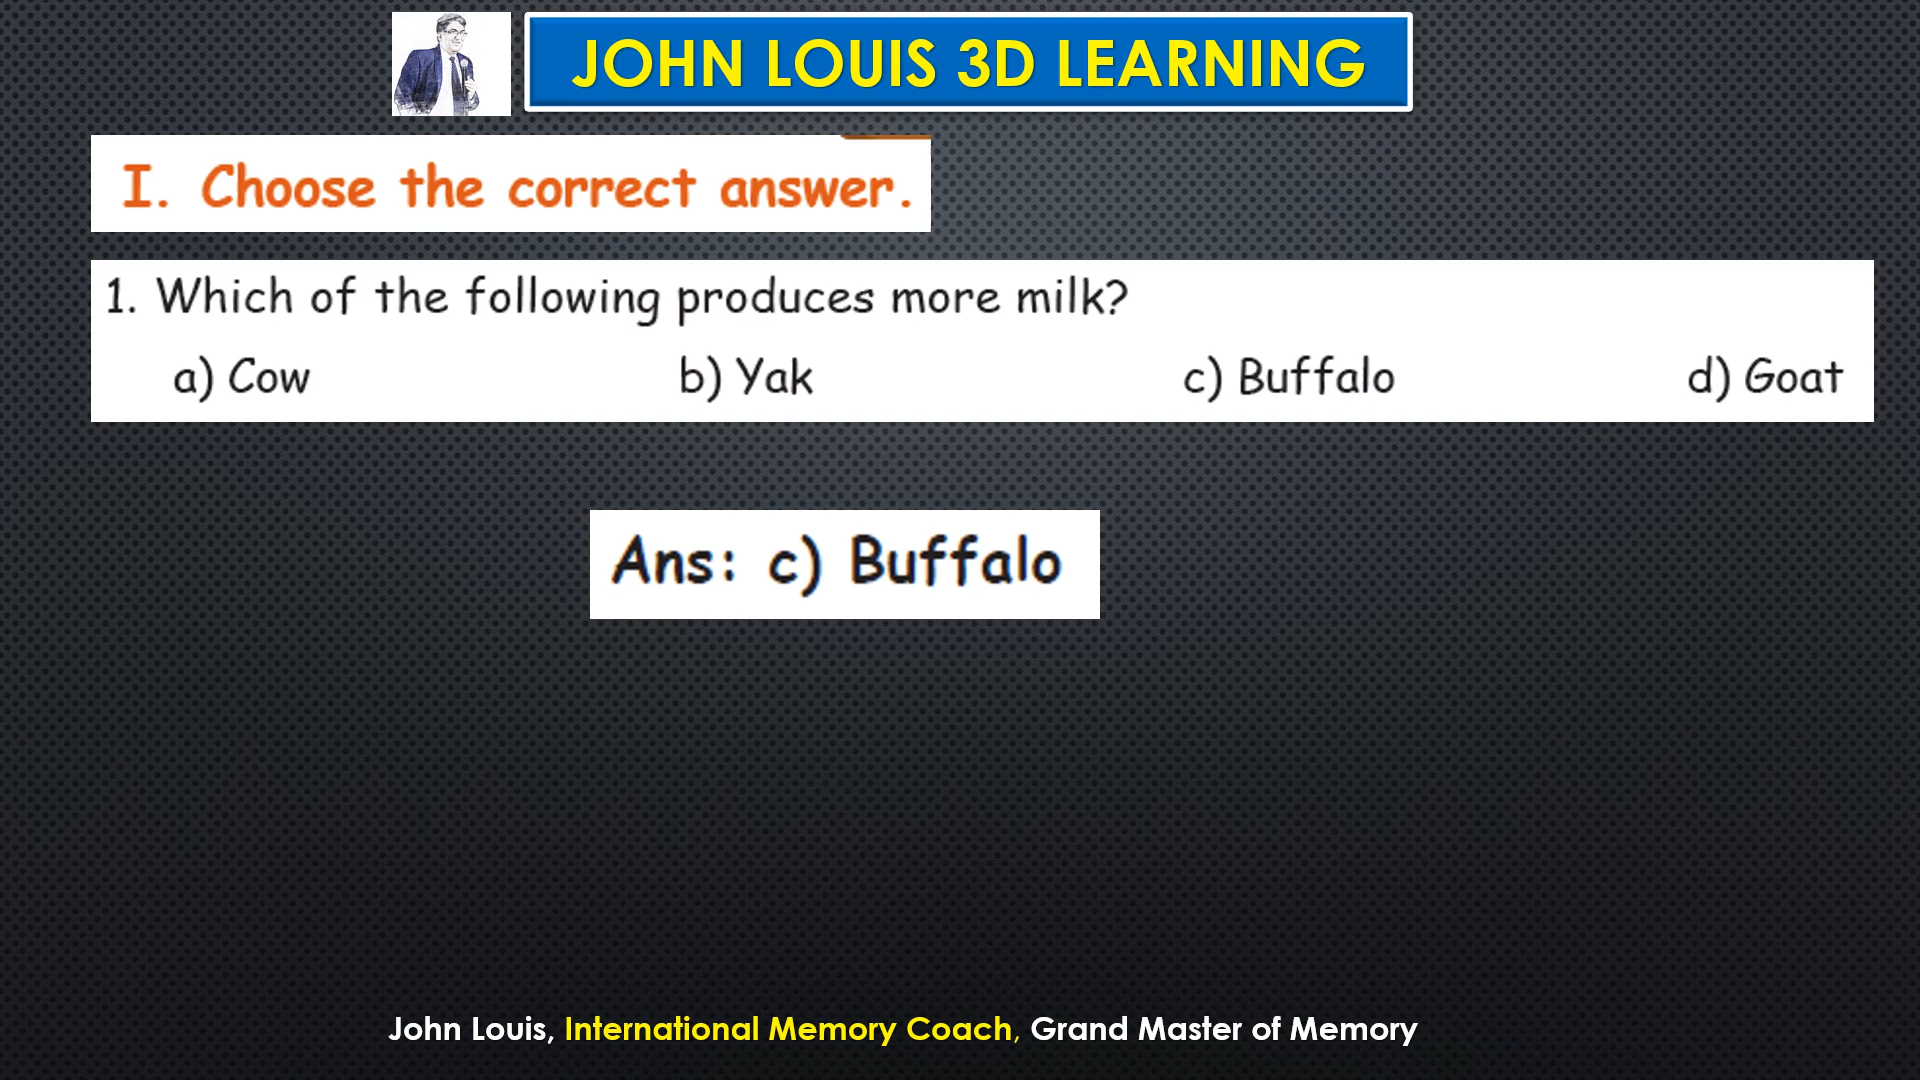 JOHN LOUIS 3D LEARNING
I. Choose the correct answer.
1. Which of the following produces more milk?
a) Cow b) Yak c) Buffalo d) Goat
Ans: c) Buffalo
John Louis, International Memory Coach, Grand Master of Memory